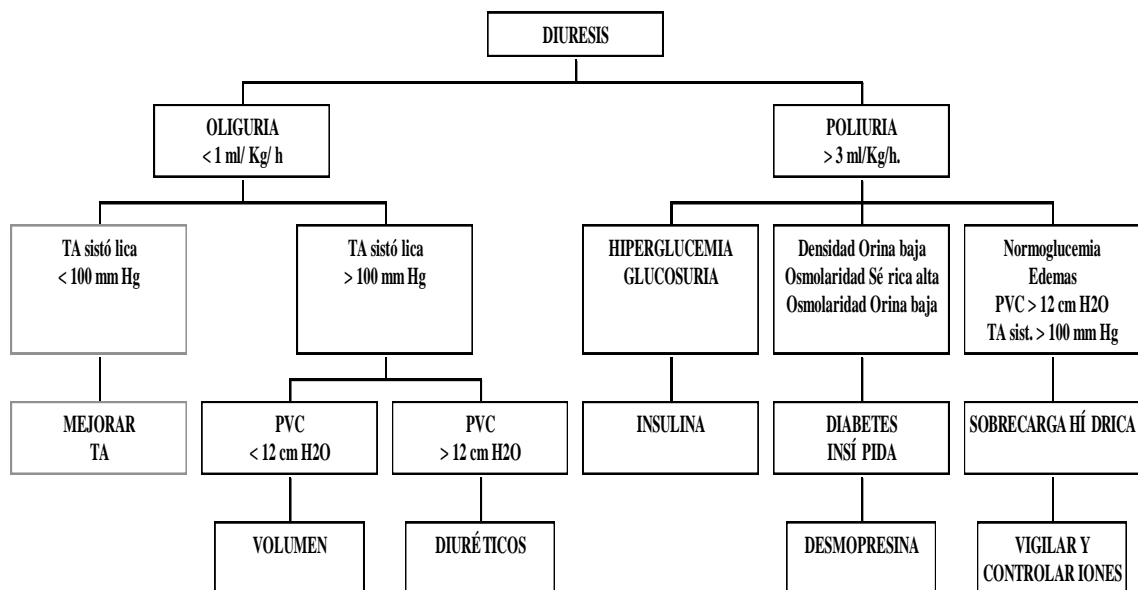 DIURESIS
OLIGURIA
< 1 ml/ Kg/ h
POLIURIA
> 3 ml/Kg/h.
TA sistó lica
< 100 mm Hg
TA sistó lica
> 100 mm Hg
HIPERGLUCEMIA
GLUCOSURIA
Densidad Orina baja
Osmolaridad Sé rica alta
Osmolaridad Orina baja
Normoglucemia
Edemas
PVC > 12 cm H2O
TA sist. > 100 mm Hg
MEJORAR
TA
PVC
< 12 cm H2O
PVC
> 12 cm H2O
INSULINA
DIABETES
INSÍ PIDA
SOBRECARGA HÍ DRICA
VOLUMEN
DIURÉTICOS
DESMOPRESINA
VIGILAR Y
CONTROLAR IONES